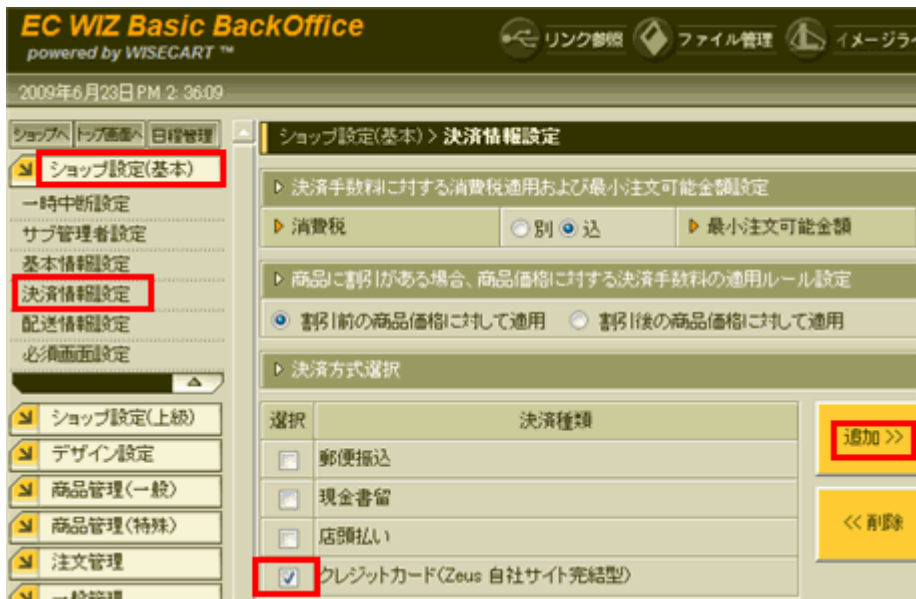 EC WIZ Basic BackOffice
powered by WISECART ™
リンク参照
ファイル管理
イメージライ
2009年6月23日 PM 2: 36:09
ショップへ
トップ画面へ
日程管理
ショップ設定(基本)
一時中断設定
サブ管理者設定
基本情報設定
決済情報設定
配送情報設定
必須画面設定
ショップ設定(上級)
デザイン設定
商品管理(一般)
商品管理(特殊)
注文管理
一般管理
ショップ設定(基本) > 決済情報設定
決済手数料に対する消費税適用および最小注文可能金額設定
消費税
別 込
最小注文可能金額
商品に割引がある場合、商品価格に対する決済手数料の適用ルール設定
割引前の商品価格に対して適用 割引後の商品価格に対して適用
決済方式選択
選択 決済種類
郵便振込
現金書留
店頭払い
クレジットカード(Zeus 自社サイト完結型)
追加 >>
<< 削除